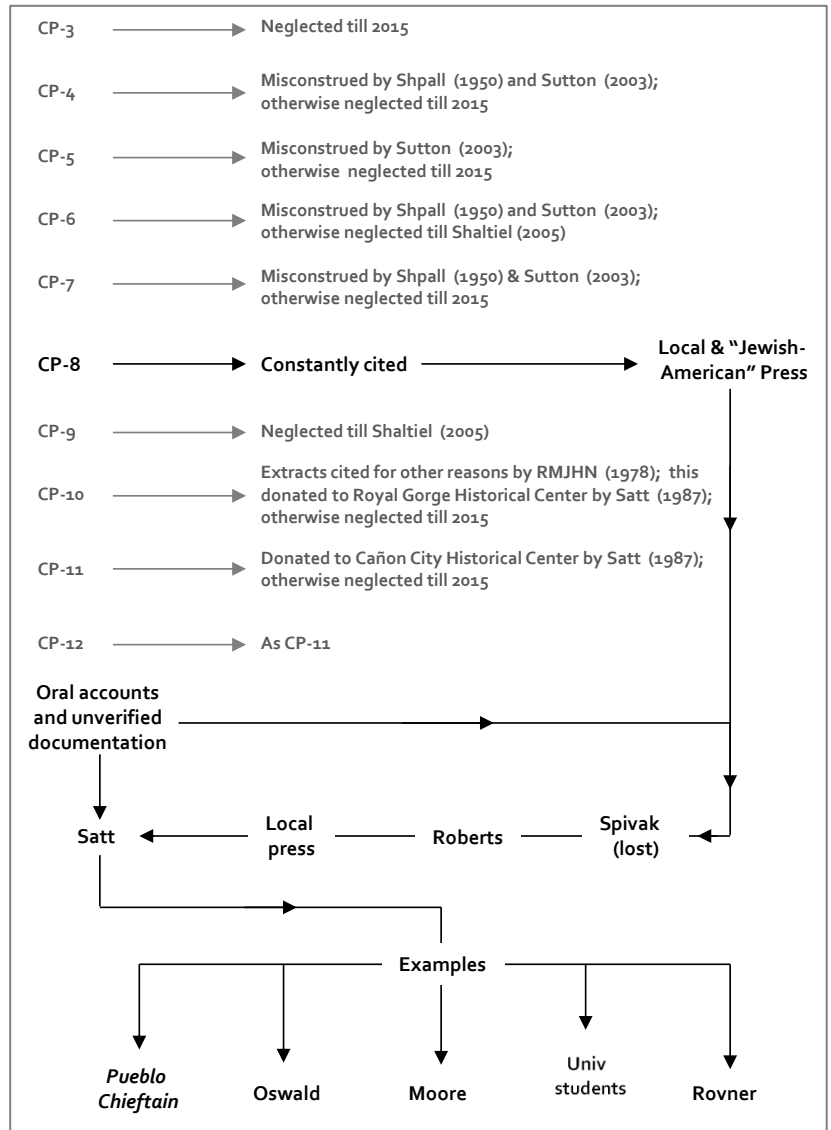 CP-3 Neglected till 2015
CP-4 Misconstrued by Shpall (1950) and Sutton (2003);
otherwise neglected till 2015
CP-5 Misconstrued by Sutton (2003);
otherwise neglected till 2015
CP-6 Misconstrued by Shpall (1950) and Sutton (2003);
otherwise neglected till Shaltiel (2005)
CP-7 Misconstrued by Shpall (1950) & Sutton (2003);
otherwise neglected till 2015
CP-8 Constantly cited
Local & “Jewish-
American” Press
CP-9 Neglected till Shaltiel (2005)
CP-10
Extracts cited for other reasons by RMJHN (1978); this
donated to Royal Gorge Historical Center by Satt (1987);
otherwise neglected till 2015
CP-11
Donated to Cañon City Historical Center by Satt (1987);
otherwise neglected till 2015
CP-12 As CP-11
Oral accounts
and unverified
documentation
Satt
Local
press
Roberts
Spivak
(lost)
Examples
Pueblo
Chieftain
Oswald
Moore
Univ
students
Rovner